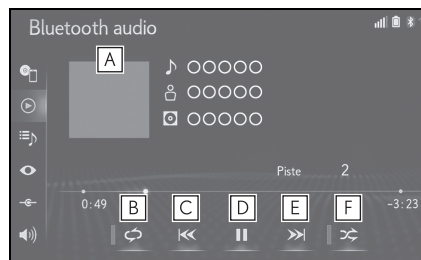 Bluetooth audio
A
OOOOO
OOOOO
OOOOO
Piste 2
0:49 -3:23
B C D E F